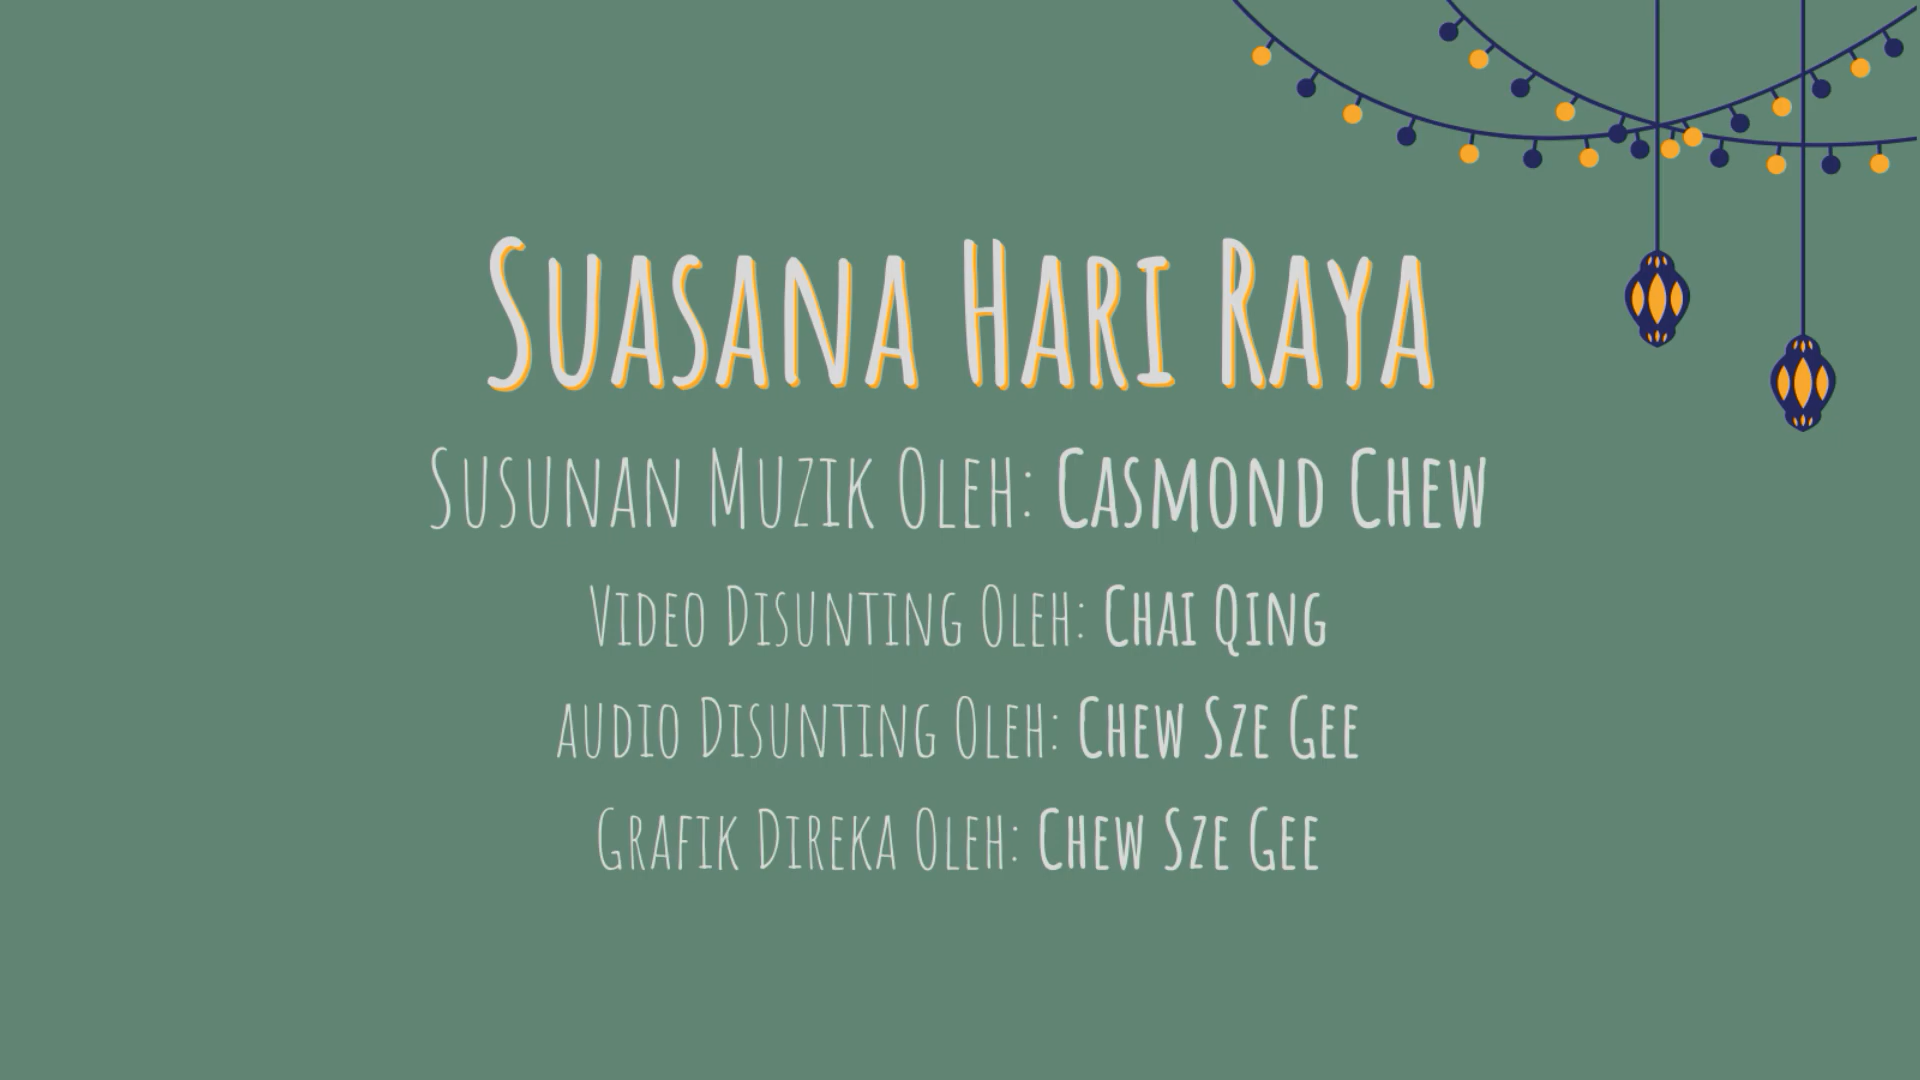 Suasana Hari Raya
Susunan Muzik Oleh: Casmond Chew
Video Disunting Oleh: Chai Qing
audio Disunting Oleh: Chew Sze Gee
Grafik Direka Oleh: Chew Sze Gee